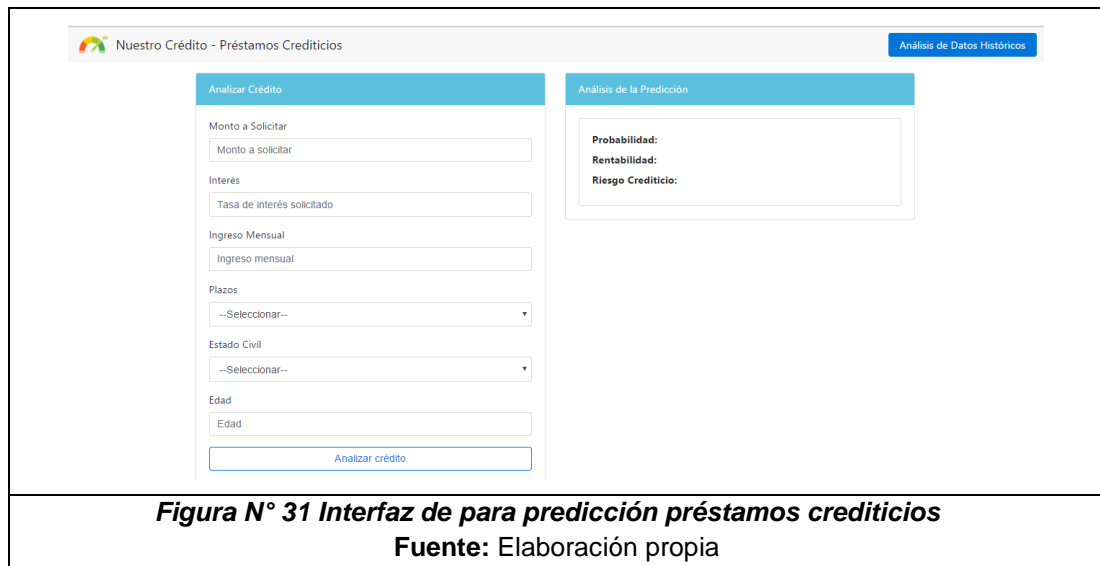 Nuestro Crédito - Préstamos Crediticios
Análisis de Datos Históricos
Analizar Crédito
Monto a Solicitar
Monto a solicitar
Interés
Tasa de interés solicitado
Ingreso Mensual
Ingreso mensual
Plazos
--Seleccionar--
Estado Civíl
--Seleccionar--
Edad
Edad
Analizar crédito
Análisis de la Predicción
Probabilidad:
Rentabilidad:
Riesgo Crediticio:
Figura N° 31 Interfaz de para predicción préstamos crediticios
Fuente: Elaboración propia